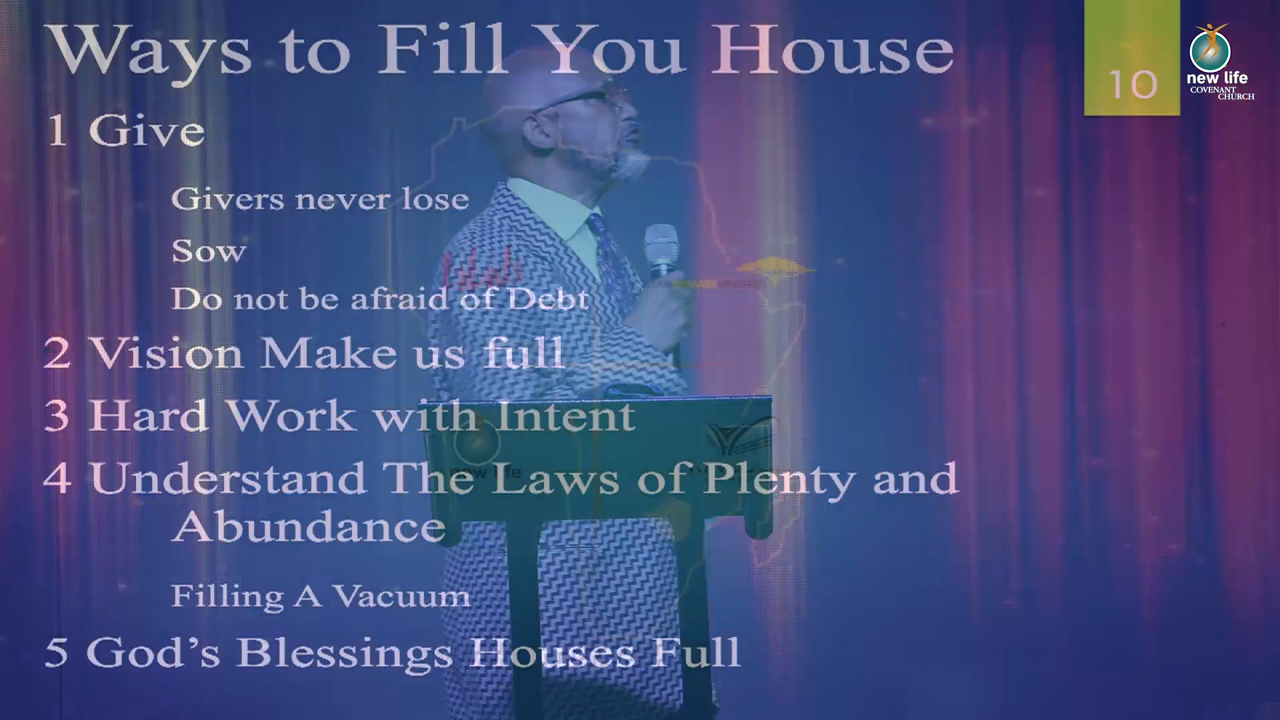 Ways to Fill You House
10
new life
COVENANT
CHURCH
1 Give
Givers never lose
Sow
Do not be afraid of Debt
2 Vision Make us full
3 Hard Work with Intent
4 Understand The Laws of Plenty and
Abundance
Filling A Vacuum
5 God’s Blessings Houses Full